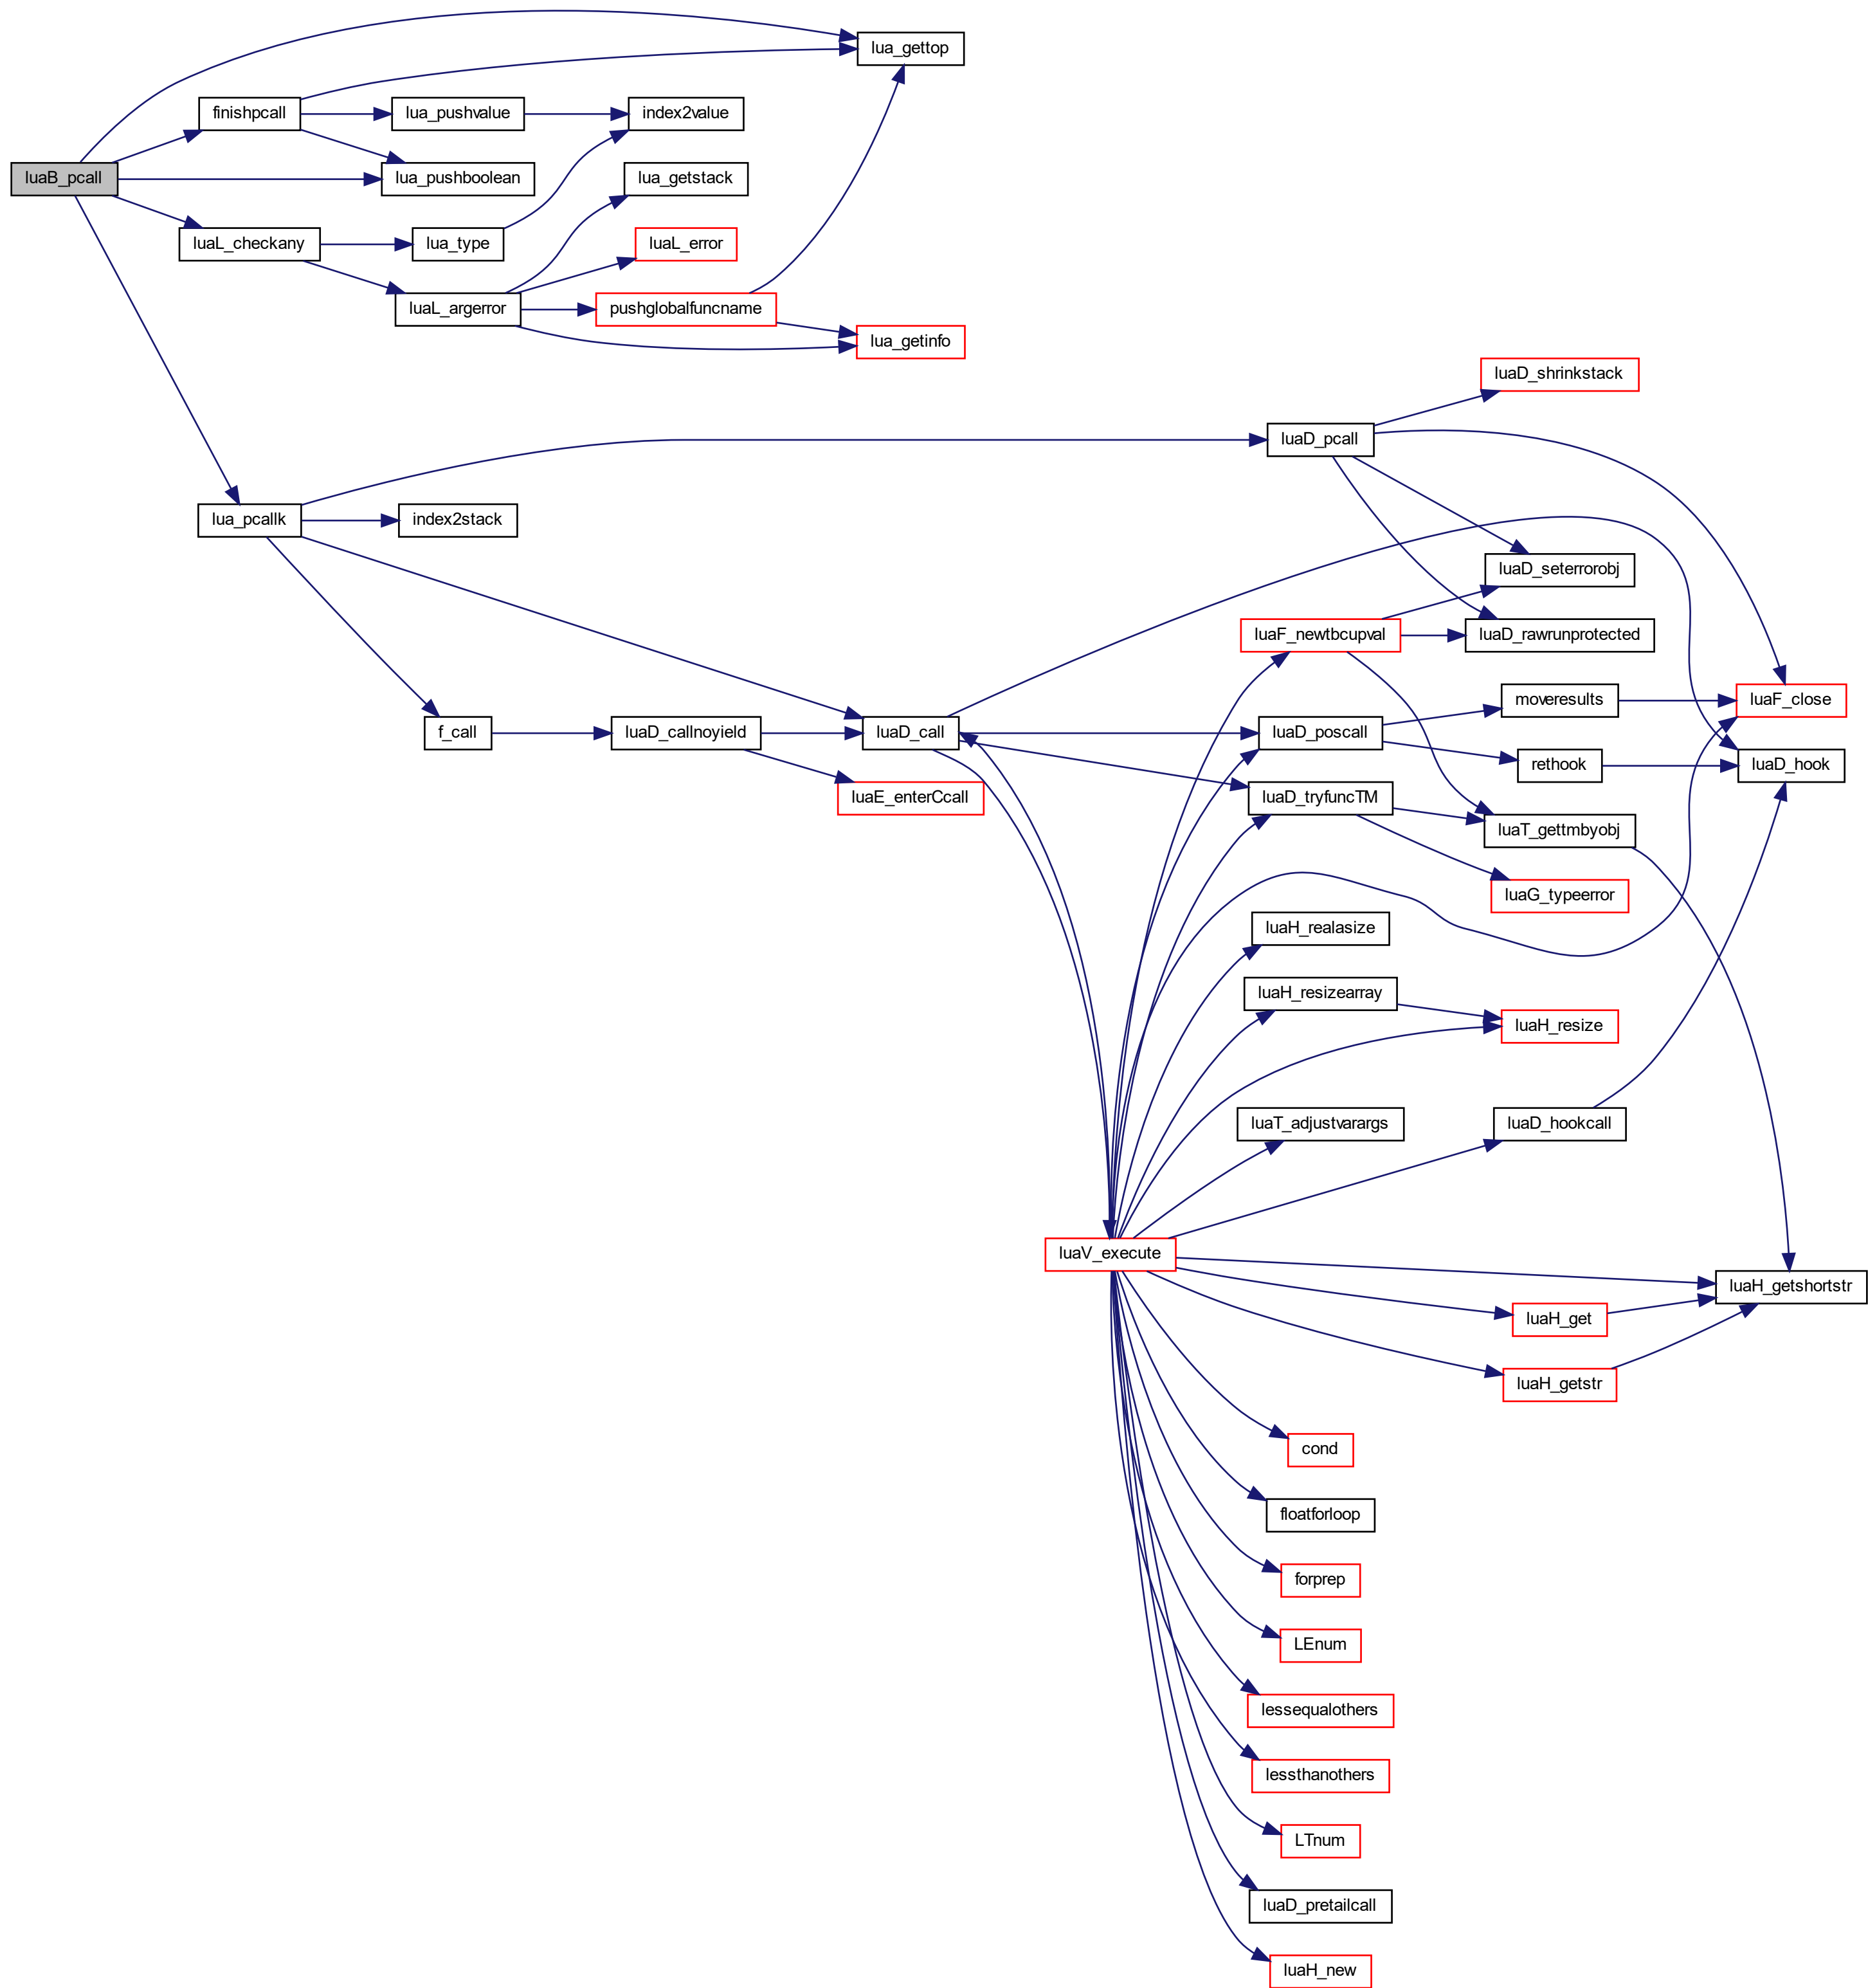 lua_gettop
finishpcall
lua_pushvalue
index2value
luaB_pcall
lua_pushboolean
lua_getstack
luaL_checkany
lua_type
luaL_error
luaL_argerror
pushglobalfuncname
lua_getinfo
luaD_shrinkstack
luaD_pcall
lua_pcallk
index2stack
luaD_seterrorobj
luaF_newtbcupval
luaD_rawrunprotected
moveresults
luaF_close
f_call
luaD_callnoyield
luaD_call
luaD_poscall
rethook
luaD_hook
luaE_enterCcall
luaD_tryfuncTM
luaT_gettmbyobj
luaG_typeerror
luaH_realasize
luaH_resizearray
luaH_resize
luaT_adjustvarargs
luaD_hookcall
luaV_execute
luaH_getshortstr
luaH_get
luaH_getstr
cond
floatforloop
forprep
LEnum
lessequalothers
lessthanothers
LTnum
luaD_pretailcall
luaH_new